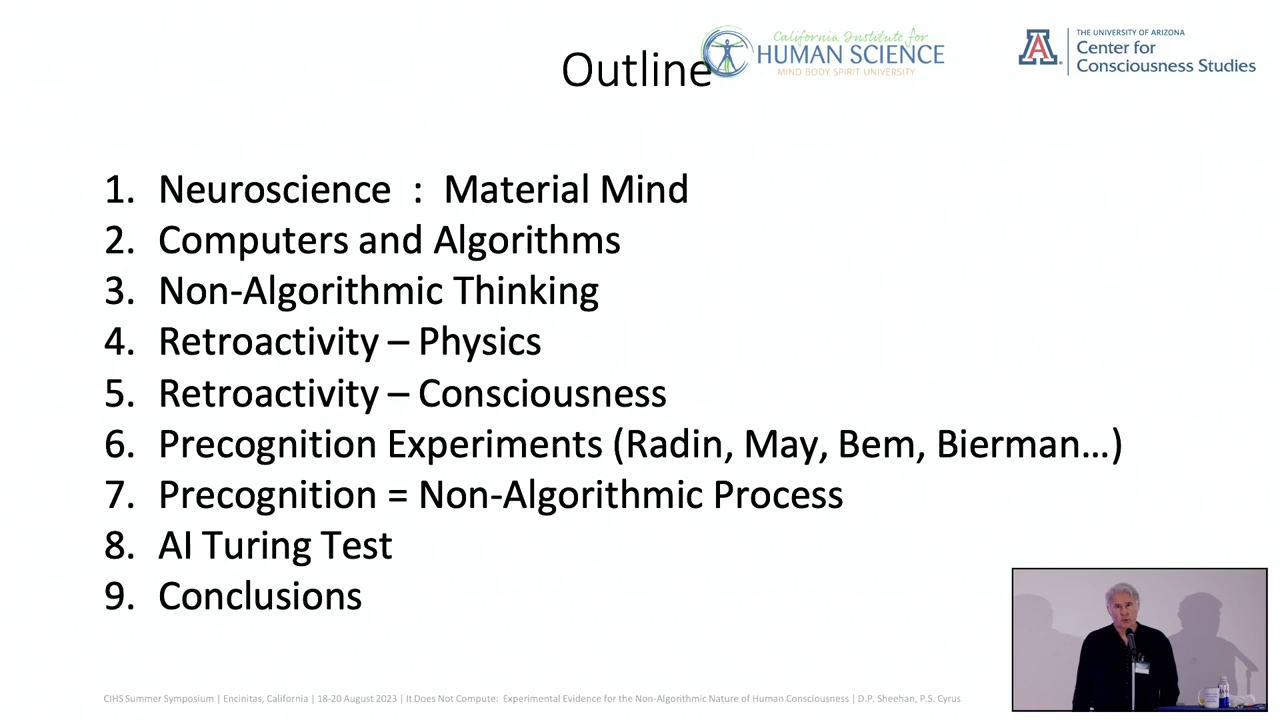 Outline
California Institute for
HUMAN SCIENCE
MIND BODY SPIRIT UNIVERSITY
THE UNIVERSITY OF ARIZONA
Center for
Consciousness Studies
1. Neuroscience : Material Mind
2. Computers and Algorithms
3. Non-Algorithmic Thinking
4. Retroactivity – Physics
5. Retroactivity – Consciousness
6. Precognition Experiments (Radin, May, Bem, Bierman…)
7. Precognition = Non-Algorithmic Process
8. AI Turing Test
9. Conclusions
CIHS Summer Symposium | Encinitas, California | 18-20 August 2023 | It Does Not Compute: Experimental Evidence for the Non-Algorithmic Nature of Human Consciousness | D.P. Sheehan, P.S. Cyrus